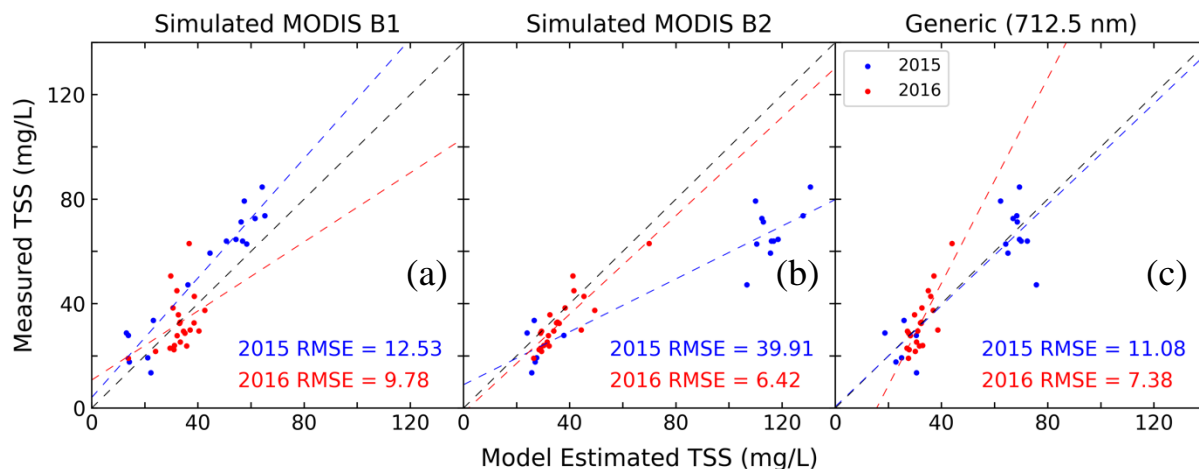 Simulated MODIS B1 Simulated MODIS B2 Generic (712.5 nm)
2015
2016
120
80
40
0
Measured TSS (mg/L)
(a) (b) (c)
2015 RMSE = 12.53 2015 RMSE = 39.91 2015 RMSE = 11.08
2016 RMSE = 9.78 2016 RMSE = 6.42 2016 RMSE = 7.38
0 40 80 120 0 40 80 120 0 40 80 120
Model Estimated TSS (mg/L)